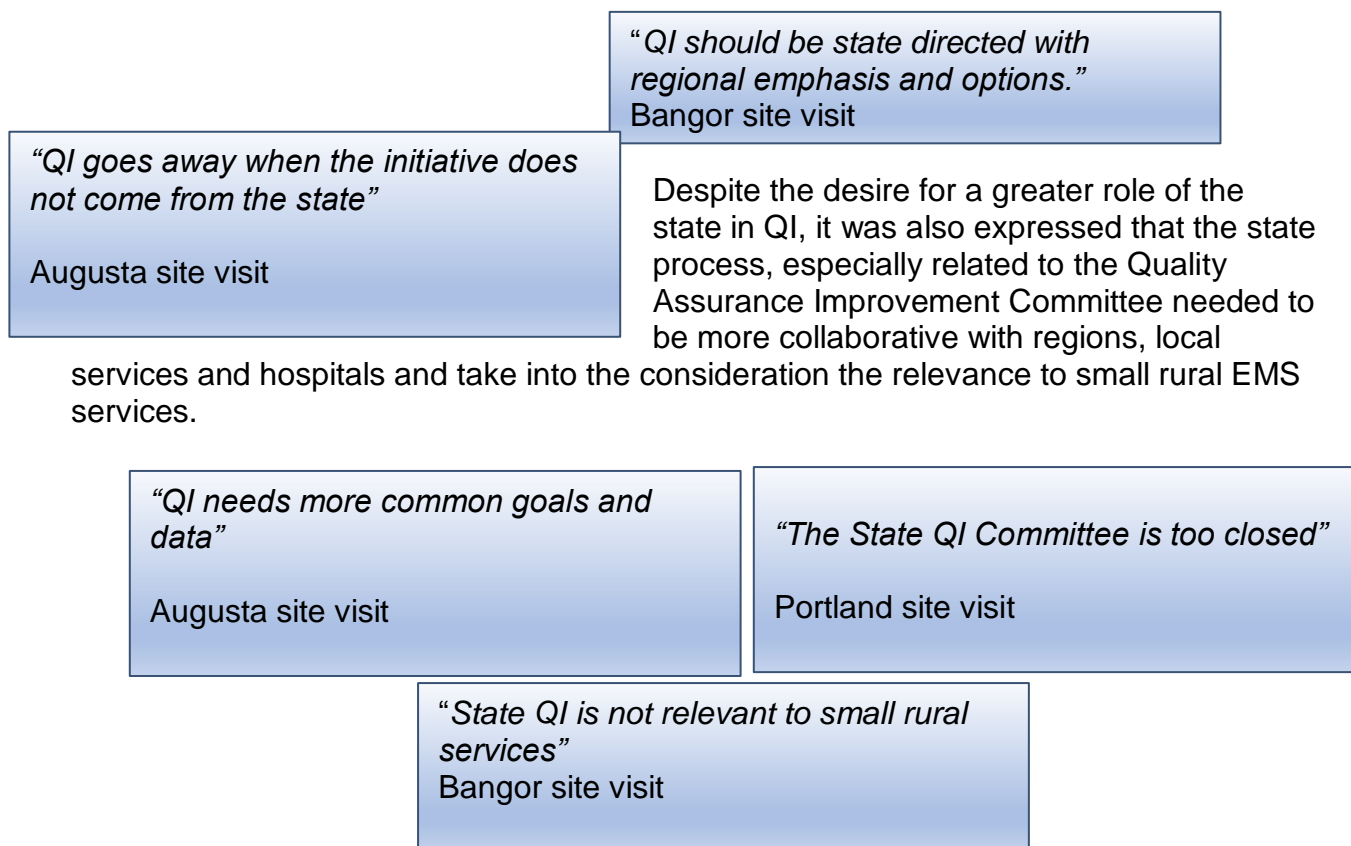 “QI should be state directed with
regional emphasis and options.”
Bangor site visit
“QI goes away when the initiative does
not come from the state”
Augusta site visit
Despite the desire for a greater role of the
state in QI, it was also expressed that the state
process, especially related to the Quality
Assurance Improvement Committee needed to
be more collaborative with regions, local
services and hospitals and take into the consideration the relevance to small rural EMS
services.
“QI needs more common goals and
data”
Augusta site visit
“The State QI Committee is too closed”
Portland site visit
“State QI is not relevant to small rural
services”
Bangor site visit